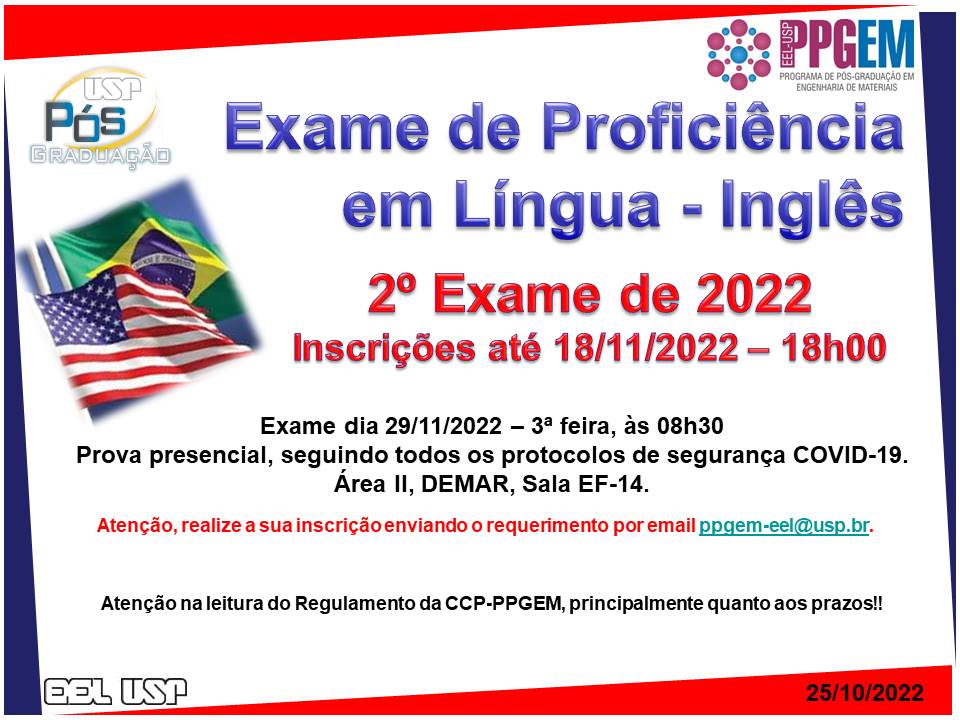 EEL-USP
PPGEM
PROGRAMA DE PÓS-GRADUAÇÃO EM
ENGENHARIA DE MATERIAIS
USP
PÓS
GRADUAÇÃO
Exame de Proficiência
em Língua - Inglês
2º Exame de 2022
Inscrições até 18/11/2022 – 18h00
Exame dia 29/11/2022 – 3ª feira, às 08h30
Prova presencial, seguindo todos os protocolos de segurança COVID-19.
Área II, DEMAR, Sala EF-14.
Atenção, realize a sua inscrição enviando o requerimento por email ppgem-eel@usp.br.
Atenção na leitura do Regulamento da CCP-PPGEM, principalmente quanto aos prazos!!
EEL USP
25/10/2022